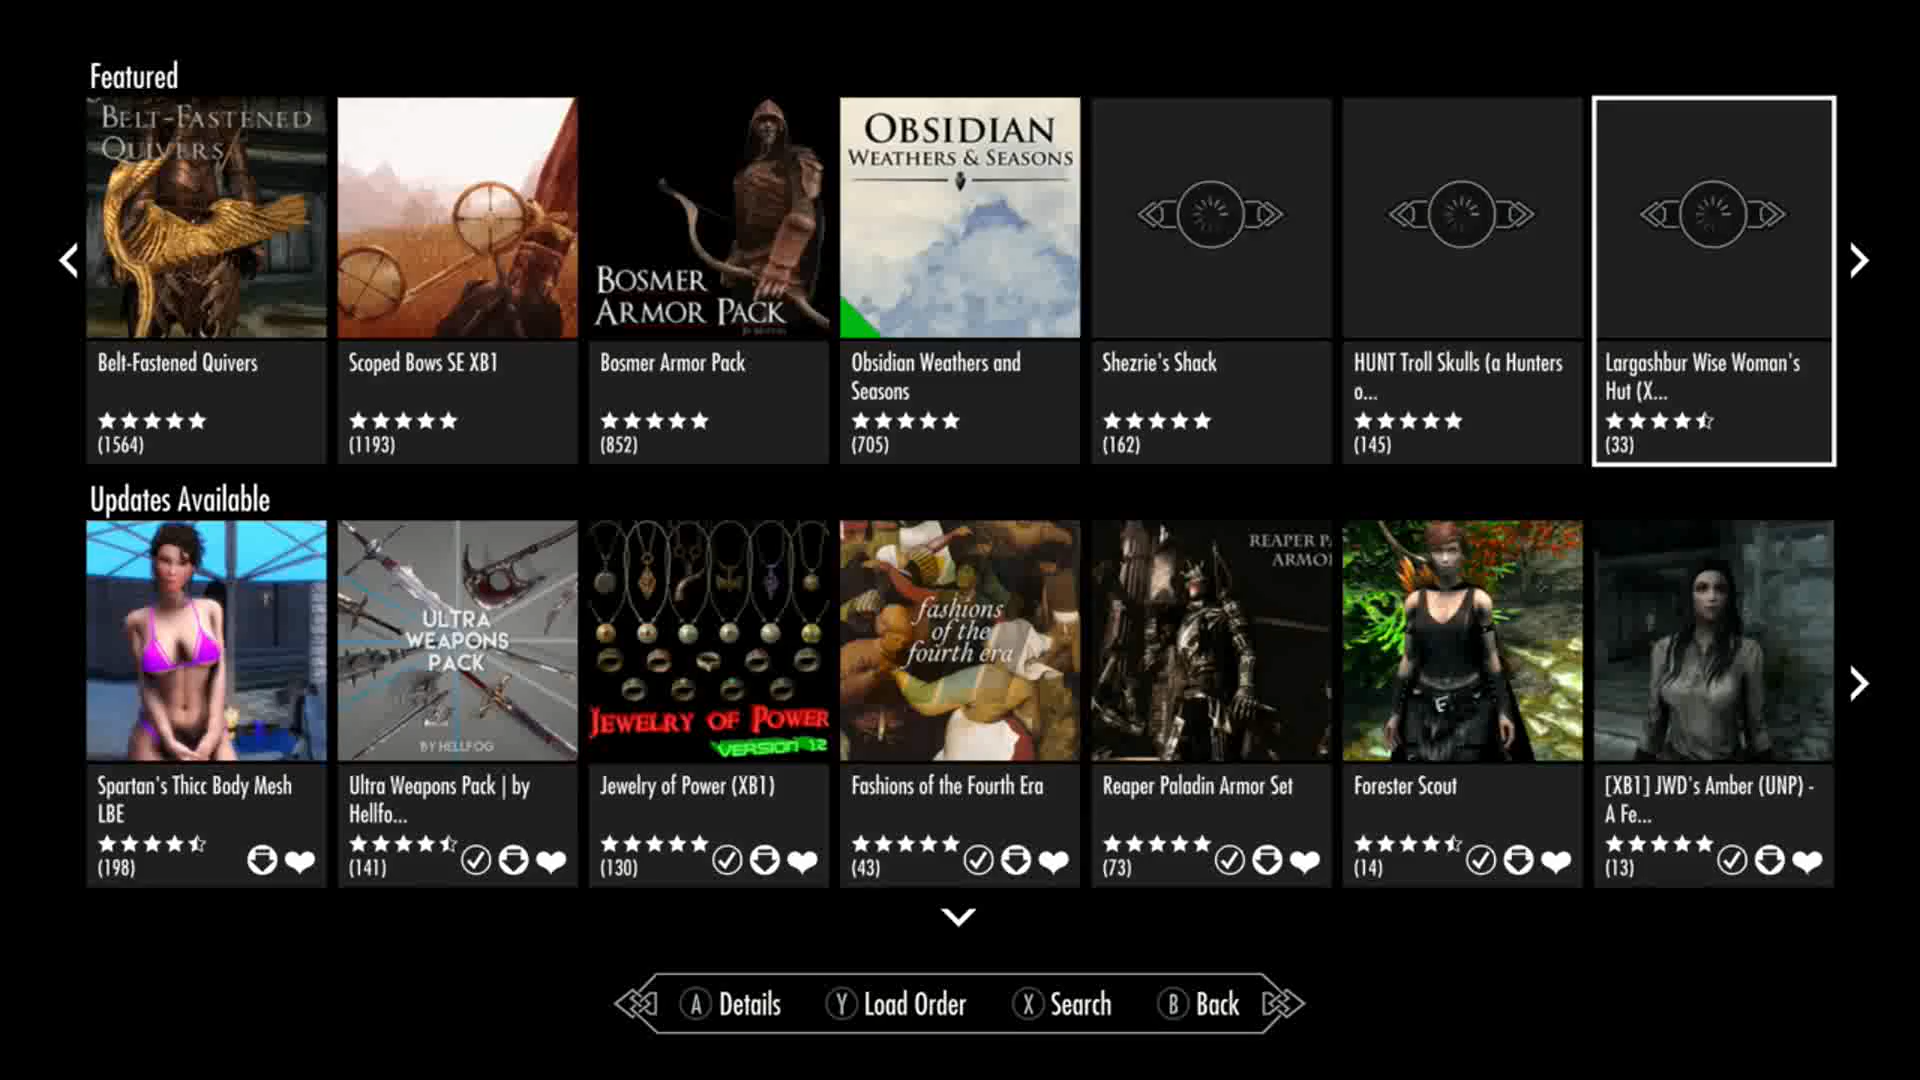 Featured
BELT-FASTENED
QUIVERS
BOSMER
ARMOR PACK
OBSIDIAN
WEATHERS & SEASONS
Belt-Fastened Quivers
Scoped Bows SE XB1
Bosmer Armor Pack
Obsidian Weathers and
Seasons
Shezrie's Shack
HUNT Troll Skulls (a Hunters
o...
Largashbur Wise Woman's
Hut (X...
(1564)
(1193)
(852)
(705)
(162)
(145)
(33)
Updates Available
ULTRA
WEAPONS
PACK
BY HELLFOG
JEWELRY OF POWER
VERSION 12
fashions
of the
fourth era
REAPER PA
ARMO
Spartan's Thicc Body Mesh
LBE
Ultra Weapons Pack | by
Hellfo...
Jewelry of Power (XB1)
Fashions of the Fourth Era
Reaper Paladin Armor Set
Forester Scout
[XB1] JWD's Amber (UNP) -
A Fe...
(198)
(141)
(130)
(43)
(73)
(14)
(13)
A Details
Y Load Order
X Search
B Back